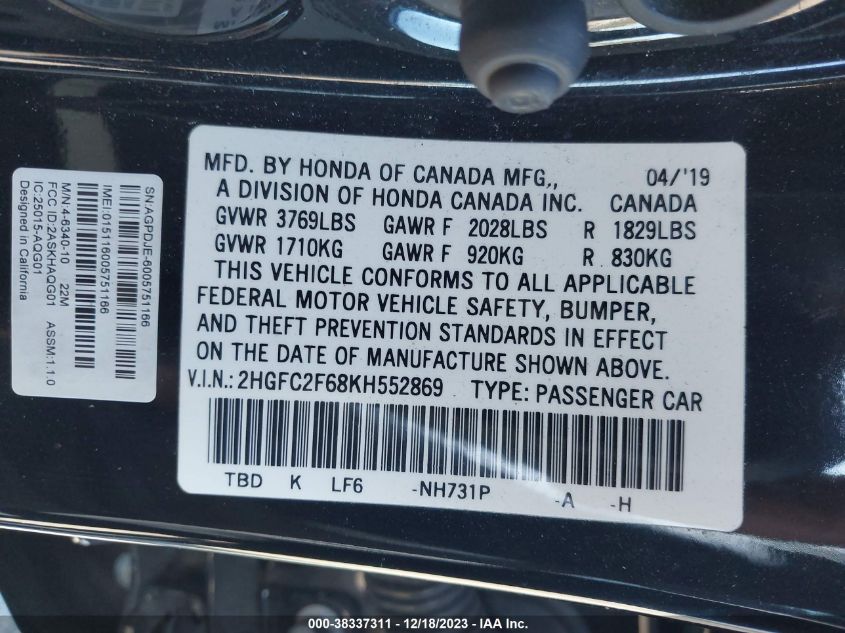 MFD. BY HONDA OF CANADA MFG., 04/'19
A DIVISION OF HONDA CANADA INC. CANADA
GVWR 3769LBS GAWR F 2028LBS R 1829LBS
GVWR 1710KG GAWR F 920KG R 830KG
THIS VEHICLE CONFORMS TO ALL APPLICABLE
FEDERAL MOTOR VEHICLE SAFETY, BUMPER,
AND THEFT PREVENTION STANDARDS IN EFFECT
ON THE DATE OF MANUFACTURE SHOWN ABOVE.
V.I.N.: 2HGFC2F68KH552869 TYPE: PASSENGER CAR
TBD K LF6 -NH731P -A -H
SN:AGPDJE-6005751166
IMEI:015116005751166
M/N:4-6340-10 22M
FCC ID:2ASKHAQG01 ASSM:1.1.0
IC:25015-AQG01
Designed in California
000-38337311 - 12/18/2023 - IAA Inc.